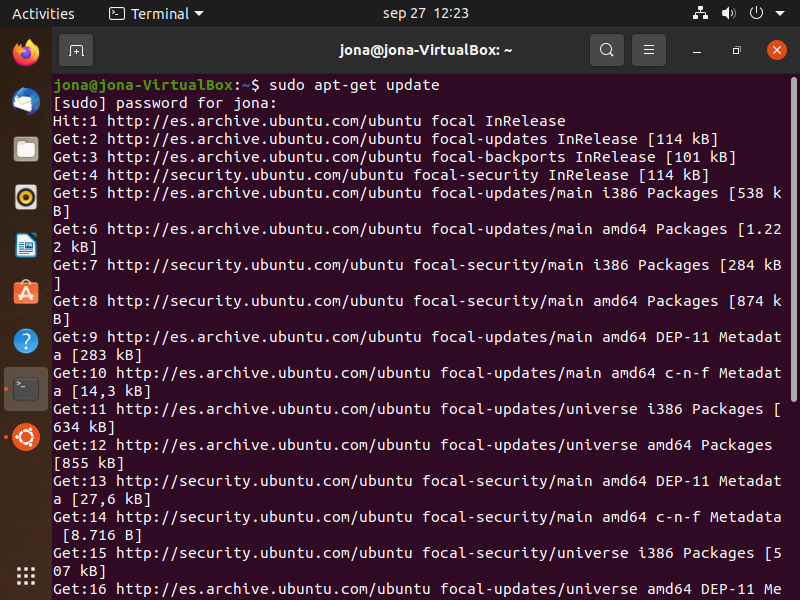 Activities
Terminal
sep 27 12:23
jona@jona-VirtualBox: ~
jona@jona-VirtualBox:~$ sudo apt-get update
[sudo] password for jona:
Hit:1 http://es.archive.ubuntu.com/ubuntu focal InRelease
Get:2 http://es.archive.ubuntu.com/ubuntu focal-updates InRelease [114 kB]
Get:3 http://es.archive.ubuntu.com/ubuntu focal-backports InRelease [101 kB]
Get:4 http://security.ubuntu.com/ubuntu focal-security InRelease [114 kB]
Get:5 http://es.archive.ubuntu.com/ubuntu focal-updates/main i386 Packages [538 k
B]
Get:6 http://es.archive.ubuntu.com/ubuntu focal-updates/main amd64 Packages [1.22
2 kB]
Get:7 http://security.ubuntu.com/ubuntu focal-security/main i386 Packages [284 kB
]
Get:8 http://security.ubuntu.com/ubuntu focal-security/main amd64 Packages [874 k
B]
Get:9 http://es.archive.ubuntu.com/ubuntu focal-updates/main amd64 DEP-11 Metadat
a [283 kB]
Get:10 http://es.archive.ubuntu.com/ubuntu focal-updates/main amd64 c-n-f Metadat
a [14,3 kB]
Get:11 http://es.archive.ubuntu.com/ubuntu focal-updates/universe i386 Packages [
634 kB]
Get:12 http://es.archive.ubuntu.com/ubuntu focal-updates/universe amd64 Packages
[855 kB]
Get:13 http://security.ubuntu.com/ubuntu focal-security/main amd64 DEP-11 Metadat
a [27,6 kB]
Get:14 http://security.ubuntu.com/ubuntu focal-security/main amd64 c-n-f Metadata
 [8.716 B]
Get:15 http://security.ubuntu.com/ubuntu focal-security/universe i386 Packages [5
07 kB]
Get:16 http://es.archive.ubuntu.com/ubuntu focal-updates/universe amd64 DEP-11 Me